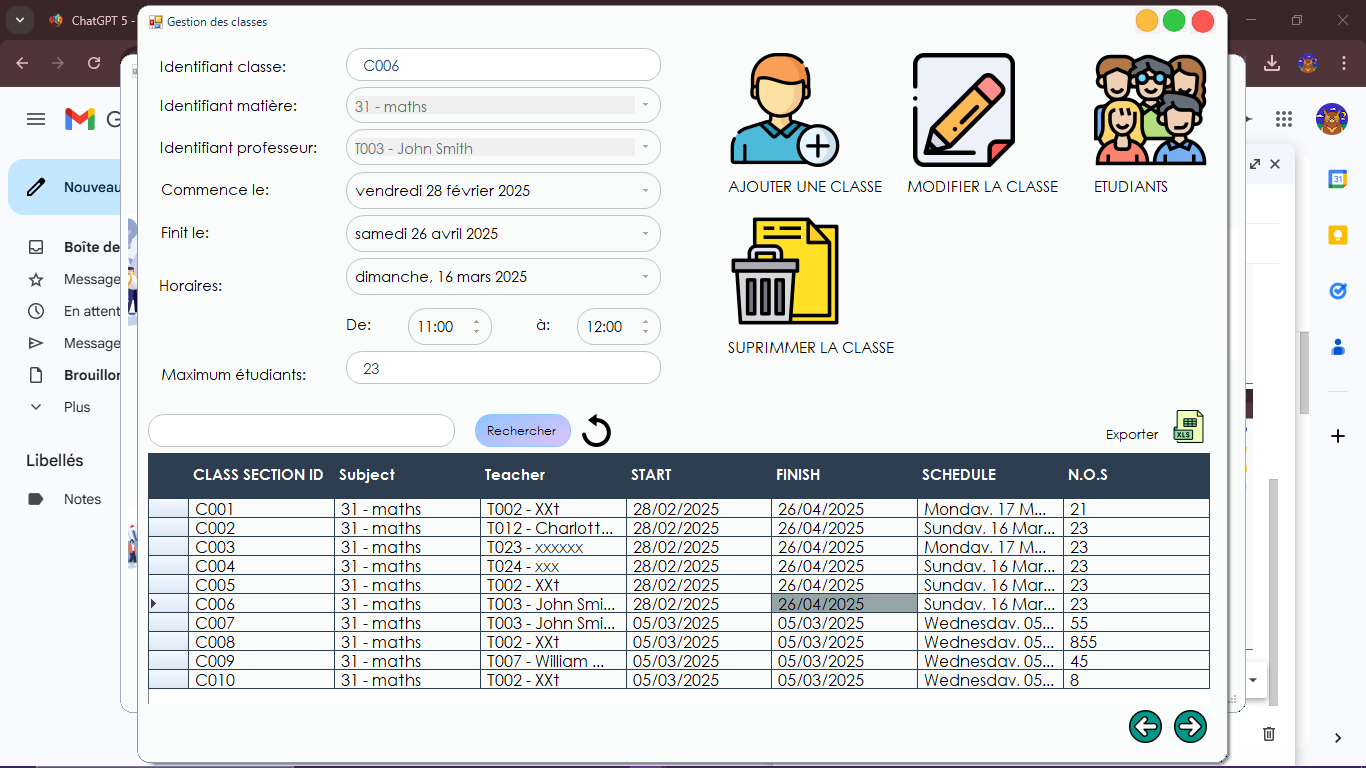 ChatGPT 5 -
Gestion des classes
Identifiant classe: C006
Identifiant matière: 31 - maths
Identifiant professeur: T003 - John Smith
Commence le: vendredi 28 février 2025
Finit le: samedi 26 avril 2025
Horaires: dimanche, 16 mars 2025
De: 11:00 à: 12:00
Maximum étudiants: 23
AJOUTER UNE CLASSE
MODIFIER LA CLASSE
ETUDIANTS
SUPRIMMER LA CLASSE
Rechercher
Exporter
XLS
CLASS SECTION ID Subject Teacher START FINISH SCHEDULE N.O.S
C001 31 - maths T002 - XXt 28/02/2025 26/04/2025 Monday, 17 M... 21
C002 31 - maths T012 - Charlott... 28/02/2025 26/04/2025 Sunday, 16 Mar... 23
C003 31 - maths T023 - xxxxxx 28/02/2025 26/04/2025 Monday, 17 M... 23
C004 31 - maths T024 - xxx 28/02/2025 26/04/2025 Sunday, 16 Mar... 23
C005 31 - maths T002 - XXt 28/02/2025 26/04/2025 Sunday, 16 Mar... 23
C006 31 - maths T003 - John Smi... 28/02/2025 26/04/2025 Sunday, 16 Mar... 23
C007 31 - maths T003 - John Smi... 05/03/2025 05/03/2025 Wednesday, 05... 55
C008 31 - maths T002 - XXt 05/03/2025 05/03/2025 Wednesday, 05... 855
C009 31 - maths T007 - William ... 05/03/2025 05/03/2025 Wednesday, 05... 45
C010 31 - maths T002 - XXt 05/03/2025 05/03/2025 Wednesday, 05... 8
G
Nouveau
Boîte de
Message
En attent
Message
Brouillon
Plus
Libellés
Notes
31